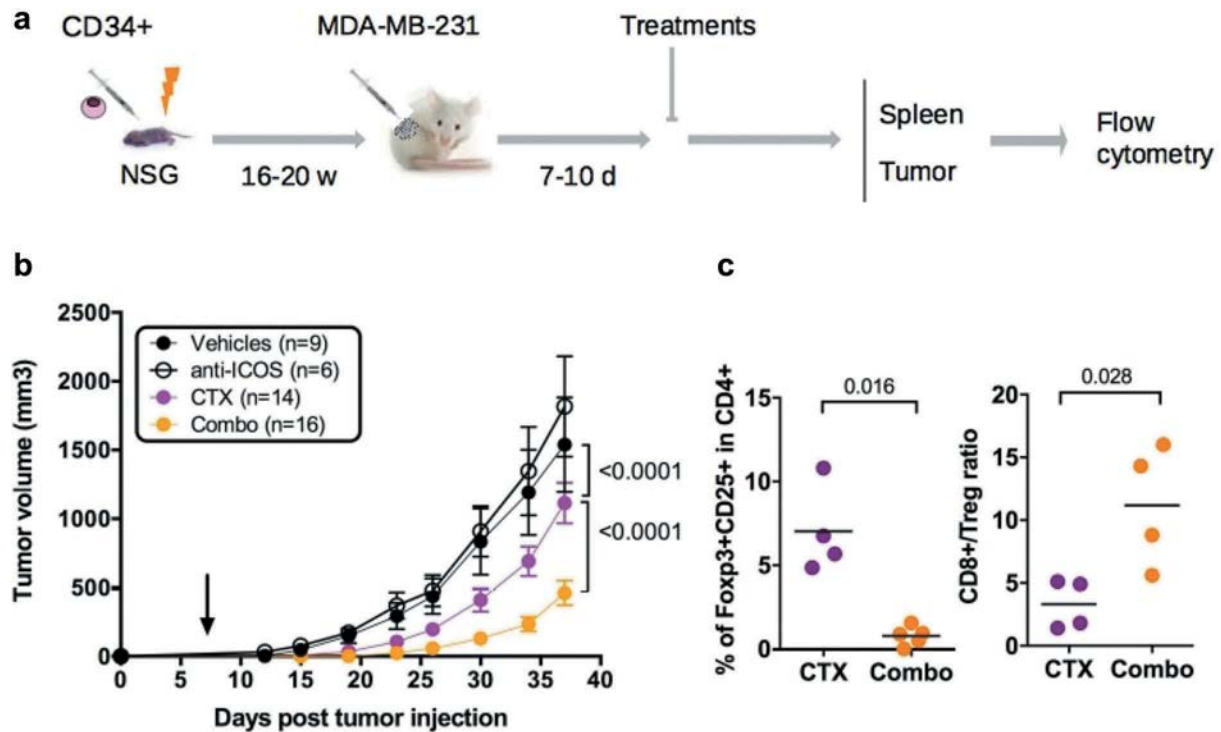 a
CD34+
MDA-MB-231
Treatments
NSG
16-20 w
7-10 d
Spleen
Tumor
Flow
cytometry
b
Tumor volume (mm3)
2500
2000
1500
1000
500
0
Vehicles (n=9)
anti-ICOS (n=6)
CTX (n=14)
Combo (n=16)
<0.0001
<0.0001
0 5 10 15 20 25 30 35 40
Days post tumor injection
c
% of Foxp3+CD25+ in CD4+
15
10
5
0
0.016
CTX Combo
CD8+/Treg ratio
20
15
10
5
0
0.028
CTX Combo